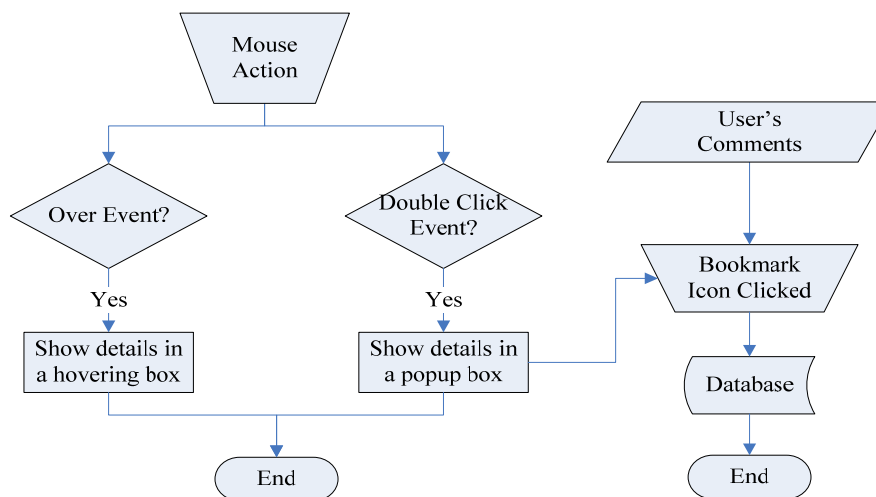 Mouse
Action
User's
Comments
Over Event?
Double Click
Event?
Bookmark
Icon Clicked
Yes
Yes
Show details in
a hovering box
Show details in
a popup box
Database
End
End